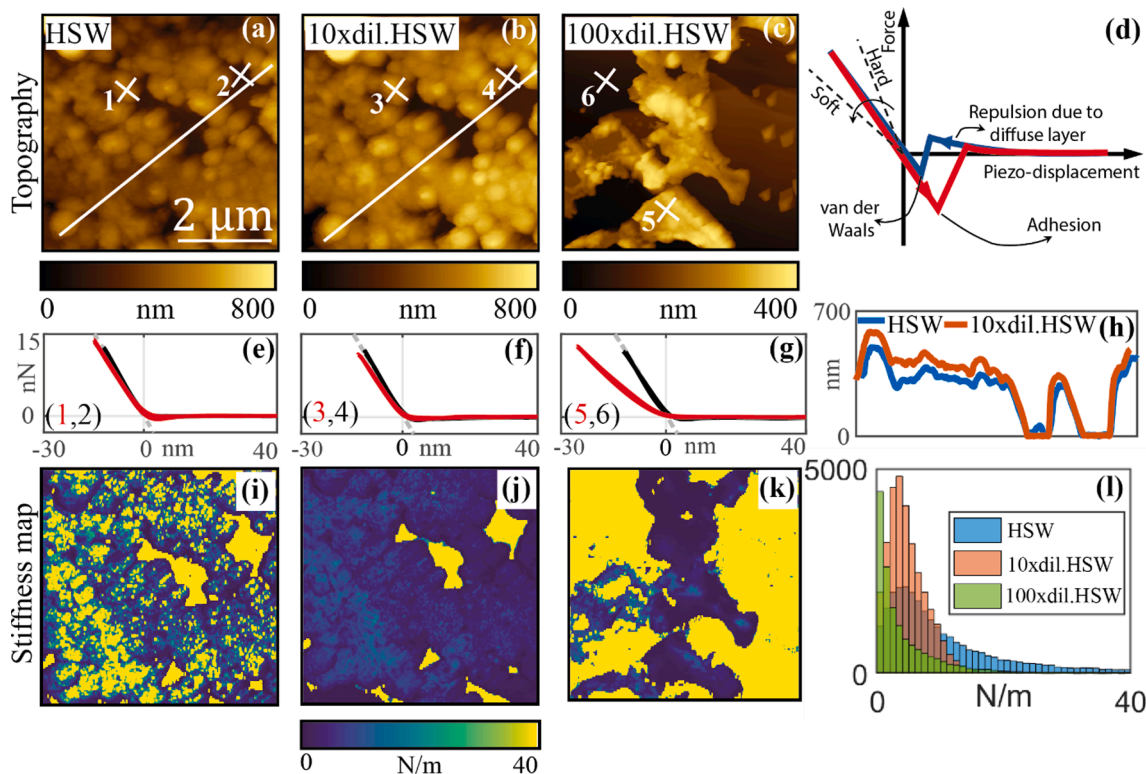 HSW (a)
10xdil.HSW (b)
100xdil.HSW (c)
(d)
Topography
1 2
3 4
6
5
2 μm
Force
Hard
Soft
Repulsion due to
diffuse layer
Piezo-displacement
van der
Waals
Adhesion
0 nm 800
0 nm 800
0 nm 400
15
nN
0
(e)
(1,2)
-30 0 nm 40
(f)
(3,4)
-30 0 nm 40
(g)
(5,6)
-30 0 nm 40
700
nm
0
HSW 10xdil.HSW (h)
Stiffness map
(i)
(j)
(k)
0 N/m 40
5000
0
(l)
HSW
10xdil.HSW
100xdil.HSW
0 N/m 40